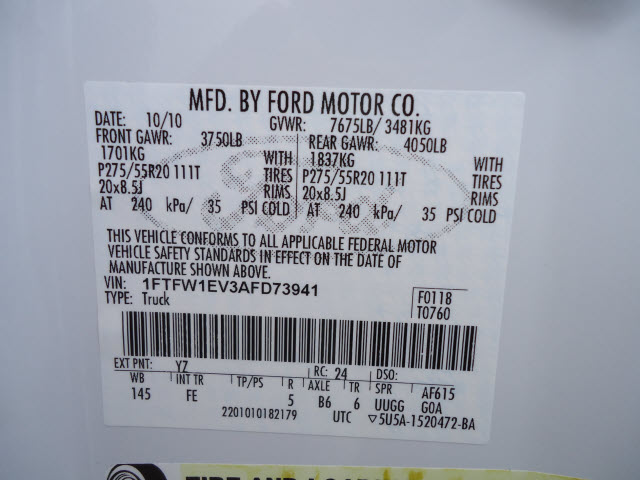 MFD. BY FORD MOTOR CO.
DATE: 10/10 GVWR: 7675LB/ 3481KG
FRONT GAWR: 3750LB REAR GAWR: 4050LB
1701KG WITH 1837KG WITH
P275/55R20 111T TIRES P275/55R20 111T TIRES
20x8.5J RIMS 20x8.5J RIMS
AT 240 kPa/ 35 PSI COLD AT 240 kPa/ 35 PSI COLD
THIS VEHICLE CONFORMS TO ALL APPLICABLE FEDERAL MOTOR
VEHICLE SAFETY STANDARDS IN EFFECT ON THE DATE OF
MANUFACTURE SHOWN ABOVE.
VIN: 1FTFW1EV3AFD73941 F0118
TYPE: Truck T0760
EXT PNT: YZ RC: 24 DSO:
WB INT TR TP/PS R AXLE TR SPR AF615
145 FE 5 B6 6 UUGG GOA
2201010182179 UTC ▽5U5A-1520472-BA
TIRE AND